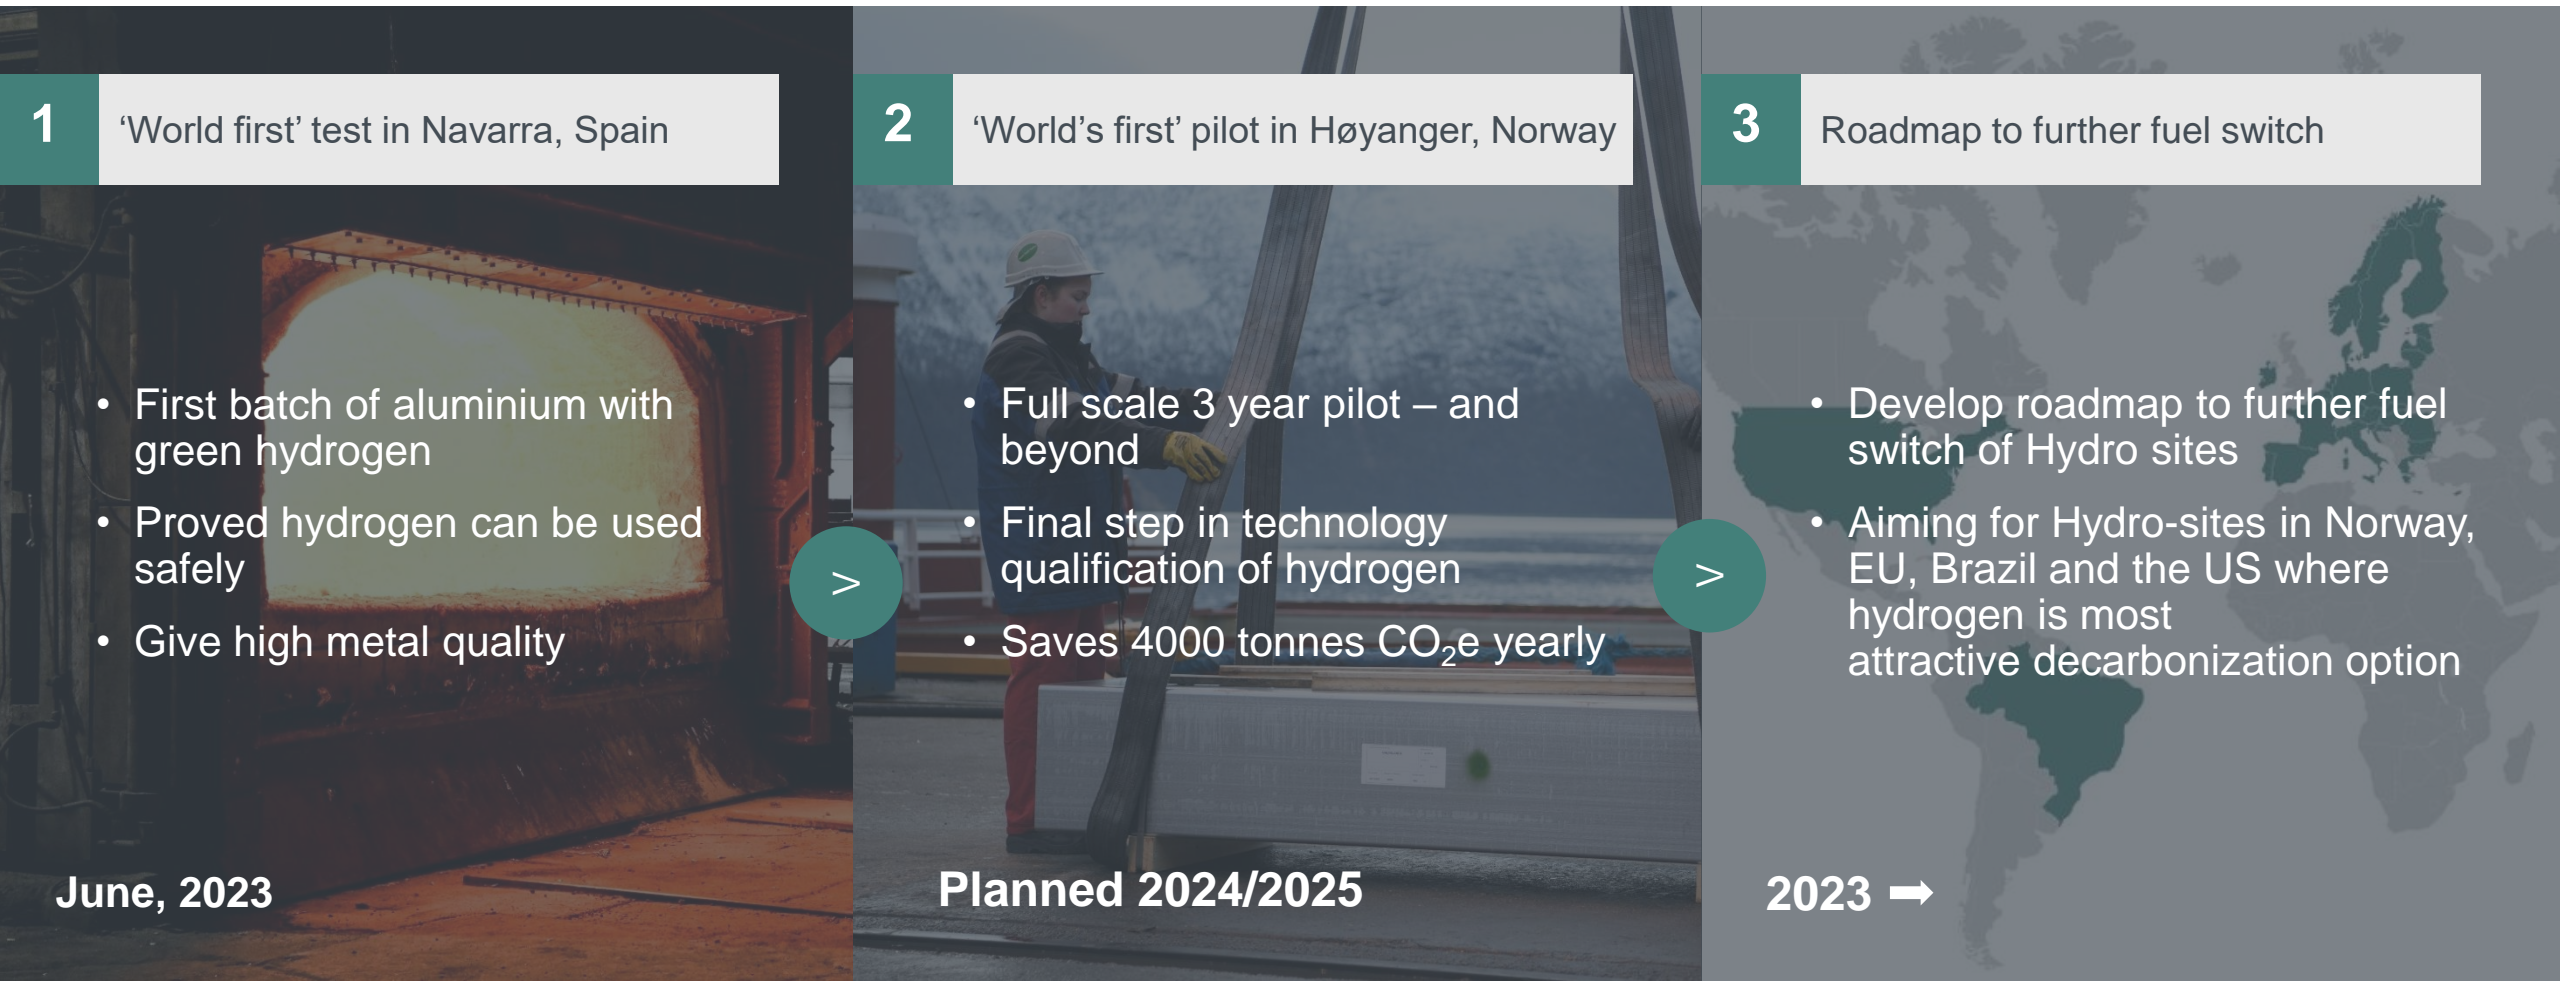 1
‘World first’ test in Navarra, Spain
• First batch of aluminium with
green hydrogen
• Proved hydrogen can be used
safely
• Give high metal quality
June, 2023
>
2
‘World’s first’ pilot in Høyanger, Norway
• Full scale 3 year pilot – and
beyond
• Final step in technology
qualification of hydrogen
• Saves 4000 tonnes CO₂e yearly
Planned 2024/2025
>
3
Roadmap to further fuel switch
• Develop roadmap to further fuel
switch of Hydro sites
• Aiming for Hydro-sites in Norway,
EU, Brazil and the US where
hydrogen is most
attractive decarbonization option
2023 ➡